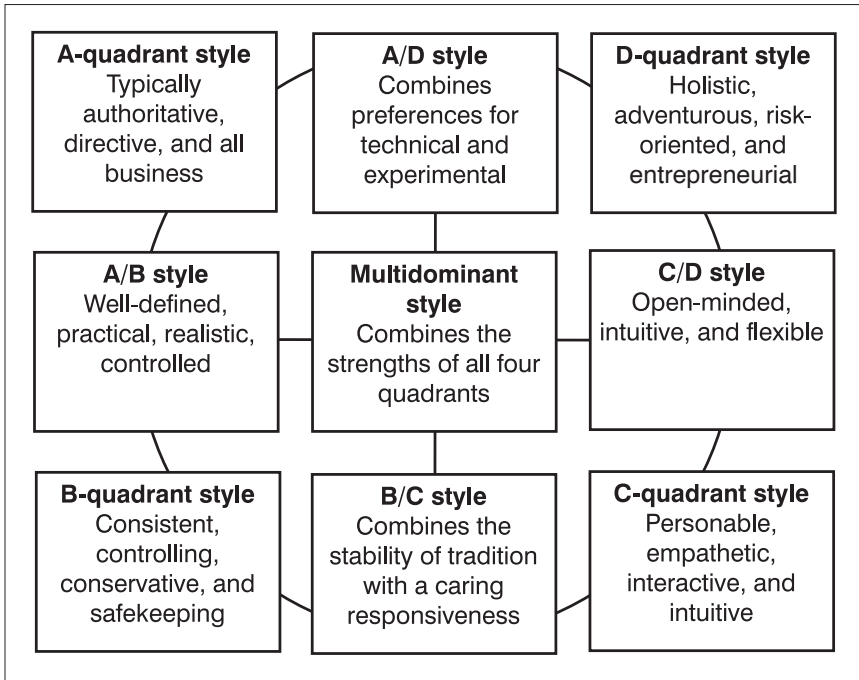 A-quadrant style
Typically
authoritative,
directive, and all
business
A/D style
Combines
preferences for
technical and
experimental
D-quadrant style
Holistic,
adventurous, risk-
oriented, and
entrepreneurial
A/B style
Well-defined,
practical, realistic,
controlled
Multidominant
style
Combines the
strengths of all four
quadrants
C/D style
Open-minded,
intuitive, and flexible
B-quadrant style
Consistent,
controlling,
conservative, and
safekeeping
B/C style
Combines the
stability of tradition
with a caring
responsiveness
C-quadrant style
Personable,
empathetic,
interactive, and
intuitive